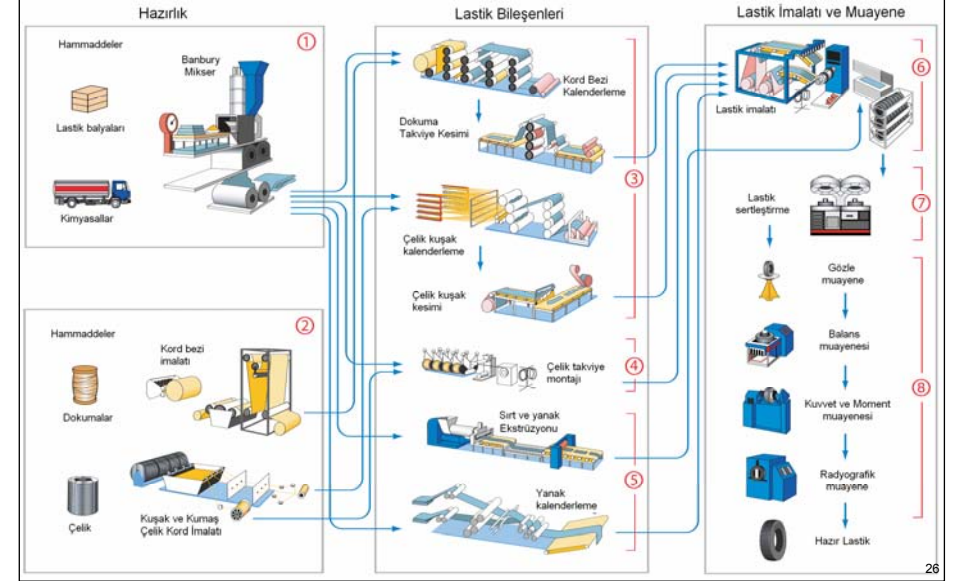 Hazırlık
①
Hammaddeler
Banbury
Mikser
Lastik balyaları
Kimyasallar
②
Hammaddeler
Kord bezi
imalatı
Dokumalar
Çelik
Kuşak ve Kumaş
Çelik Kord İmalatı
Lastik Bileşenleri
Kord Bezi
Kalenderleme
Dokuma
Takviye Kesimi
③
Çelik kuşak
kalenderleme
Çelik kuşak
kesimi
Çelik takviye
montajı
④
Sırt ve yanak
Ekstrüzyonu
⑤
Yanak
kalenderleme
Lastik İmalatı ve Muayene
⑥
Lastik imalatı
Lastik
sertleştirme
⑦
Gözle
muayene
Balans
muayenesi
⑧
Kuvvet ve Moment
muayenesi
Radyografik
muayene
Hazır Lastik
26